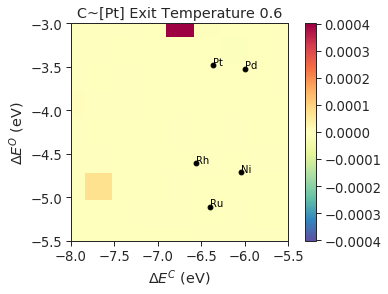 C~[Pt] Exit Temperature 0.6
−3.0
−3.5
−4.0
−4.5
−5.0
−5.5
ΔE^O (eV)
Pt
Pd
Rh
Ni
Ru
−8.0 −7.5 −7.0 −6.5 −6.0 −5.5
ΔE^C (eV)
0.0004
0.0003
0.0002
0.0001
0.0000
−0.0001
−0.0002
−0.0003
−0.0004